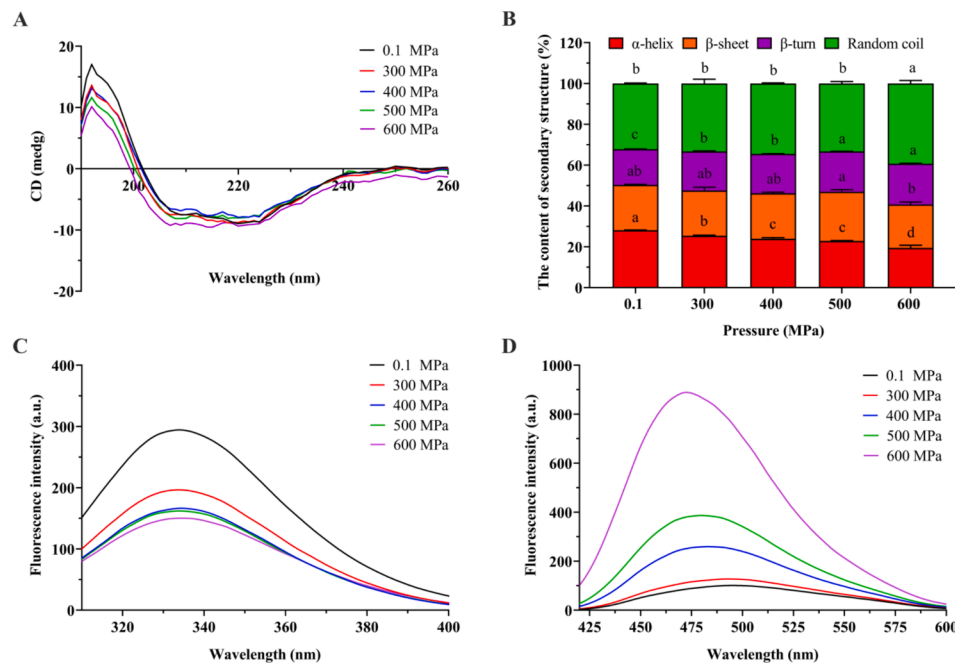 A
20
10
0
-10
-20
CD (medg)
200
220
240
260
Wavelength (nm)
0.1 MPa
300 MPa
400 MPa
500 MPa
600 MPa
B
α-helix β-sheet β-turn Random coil
The content of secondary structure (%)
120
100
80
60
40
20
0
b b b b a
c b b a a
ab ab ab a b
a b c c d
0.1 300 400 500 600
Pressure (MPa)
C
Fluorescence intensity (a.u.)
400
300
200
100
0
320 340 360 380 400
Wavelength (nm)
0.1 MPa
300 MPa
400 MPa
500 MPa
600 MPa
D
Fluorescence intensity (a.u.)
1000
800
600
400
200
0
425 450 475 500 525 550 575 600
Wavelength (nm)
0.1 MPa
300 MPa
400 MPa
500 MPa
600 MPa